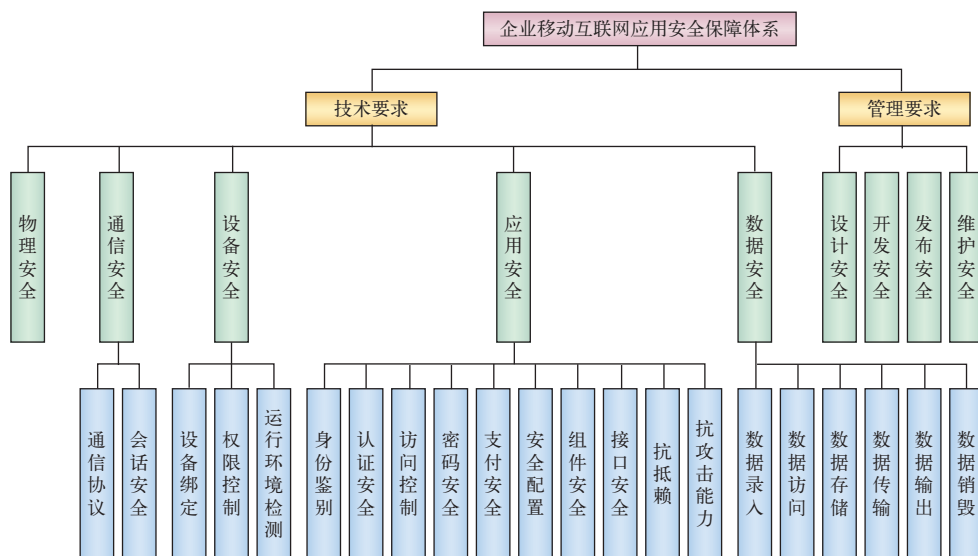 企业移动互联网应用安全保障体系
技术要求
管理要求
物理安全
通信安全
设备安全
应用安全
数据安全
设计安全
开发安全
发布安全
维护安全
通信协议
会话安全
设备绑定
权限控制
运行环境检测
身份鉴别
认证安全
访问控制
密码安全
支付安全
安全配置
组件安全
接口安全
抗抵赖
抗攻击能力
数据录入
数据访问
数据存储
数据传输
数据输出
数据销毁